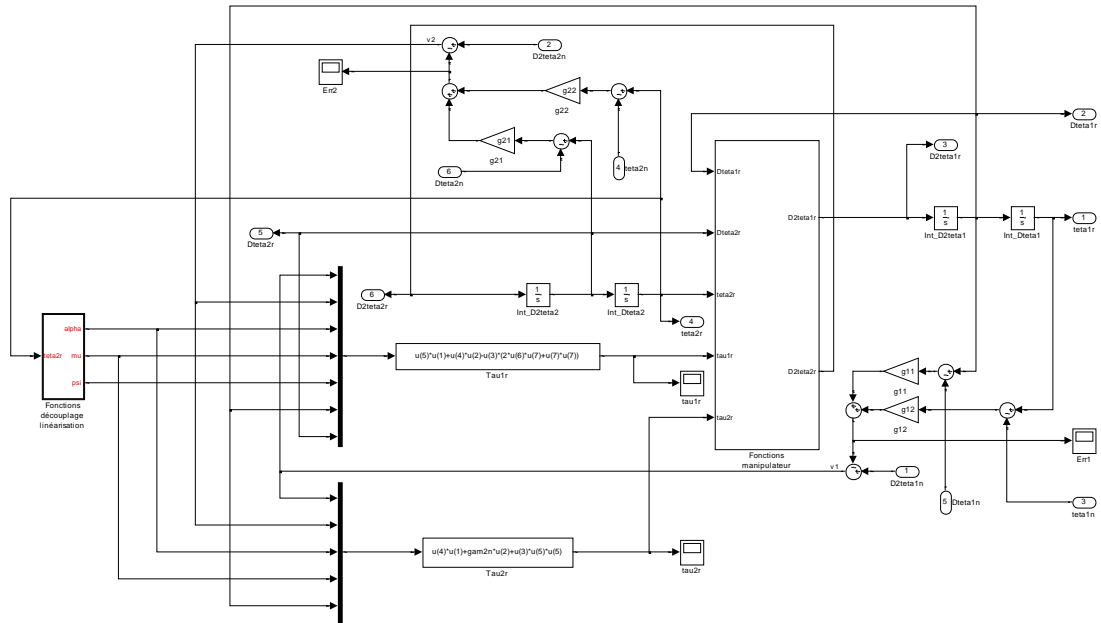 v2
2
D2teta2n
Err2
g22
g22
2
Dteta1r
g21
g21
3
D2teta1r
6
Dteta2n
4
teta2n
Dteta1r
D2teta1r
1
s
Int_D2teta1
1
s
Int_Dteta1
1
teta1r
5
Dteta2r
Dteta2r
6
D2teta2r
1
s
Int_D2teta2
1
s
Int_Dteta2
teta2r
4
teta2r
alpha
teta2r
mu
psi
Fonctions
découplage
linéarisation
u(5)*u(1)+u(4)*u(2)-u(3)*(2*u(6)*u(7)+u(7)*u(7))
Tau1r
tau1r
tau1r
D2teta2r
tau2r
Fonctions
manipulateur
g11
g11
g12
g12
Err1
v1
1
D2teta1n
5
Dteta1n
3
teta1n
u(4)*u(1)+gam2n*u(2)+u(3)*u(5)*u(5)
Tau2r
tau2r